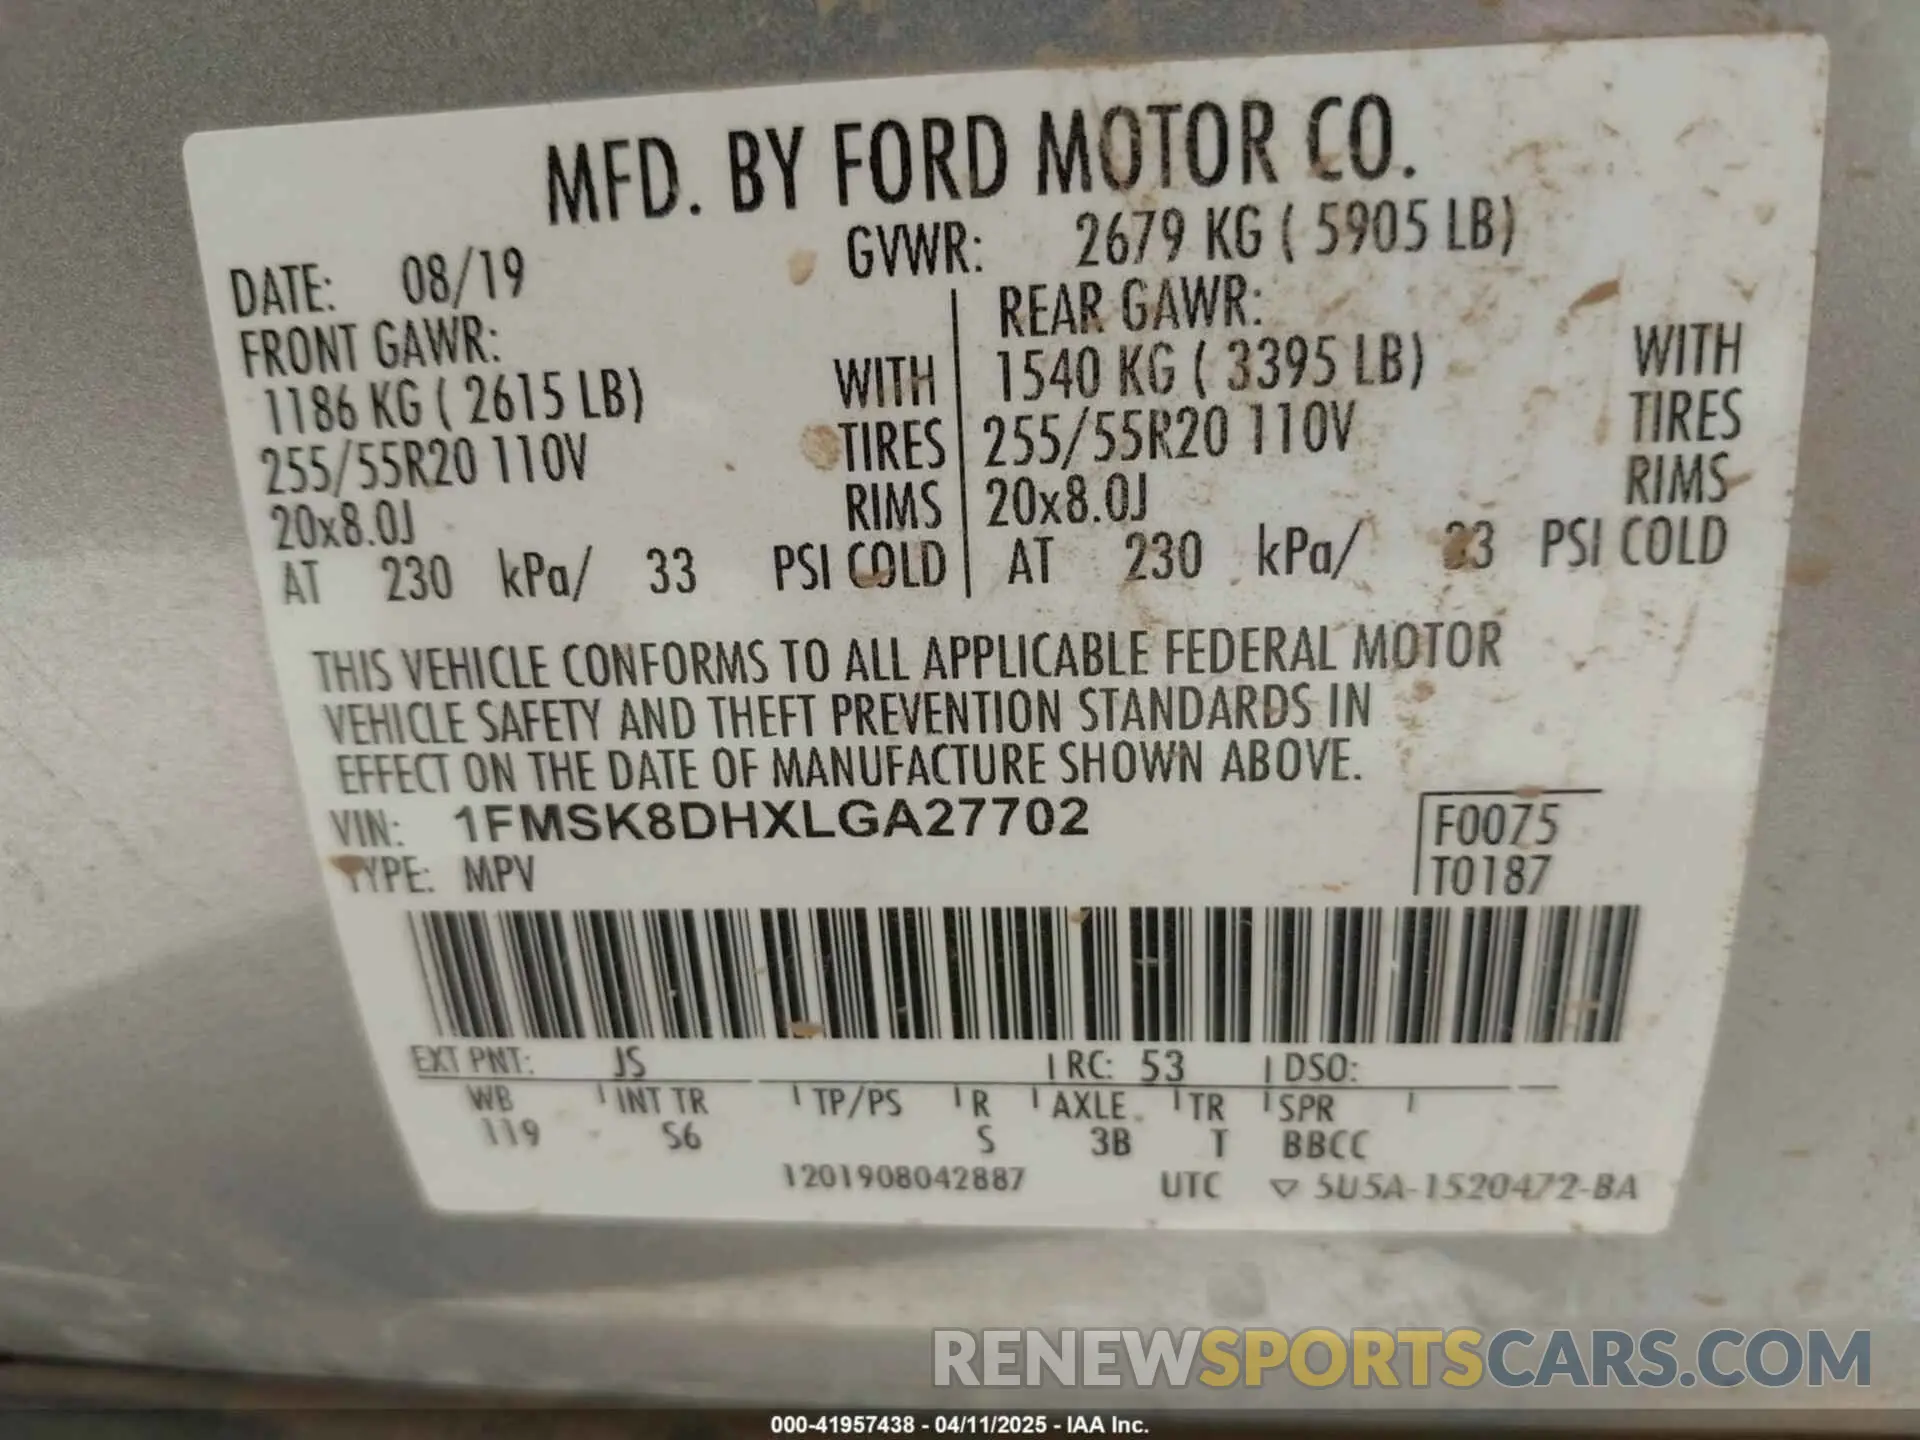 MFD. BY FORD MOTOR CO.
DATE: 08/19 GVWR: 2679 KG ( 5905 LB)
FRONT GAWR: REAR GAWR:
1186 KG ( 2615 LB) WITH 1540 KG ( 3395 LB) WITH
255/55R20 110V TIRES 255/55R20 110V TIRES
20x8.0J RIMS 20x8.0J RIMS
AT 230 kPa/ 33 PSI COLD AT 230 kPa/ 33 PSI COLD
THIS VEHICLE CONFORMS TO ALL APPLICABLE FEDERAL MOTOR
VEHICLE SAFETY AND THEFT PREVENTION STANDARDS IN
EFFECT ON THE DATE OF MANUFACTURE SHOWN ABOVE.
VIN: 1FMSK8DHXLGA27702 F0075
TYPE: MPV T0187
EXT PNT: JS RC: 53 DSO:
WB INT TR TP/PS R AXLE TR SPR
119 S6 S 3B T BBCC
1201908042887 UTC ▽ 5U5A-1520472-BA
RENEWSPORTSCARS.COM
000-41957438 - 04/11/2025 - IAA Inc.